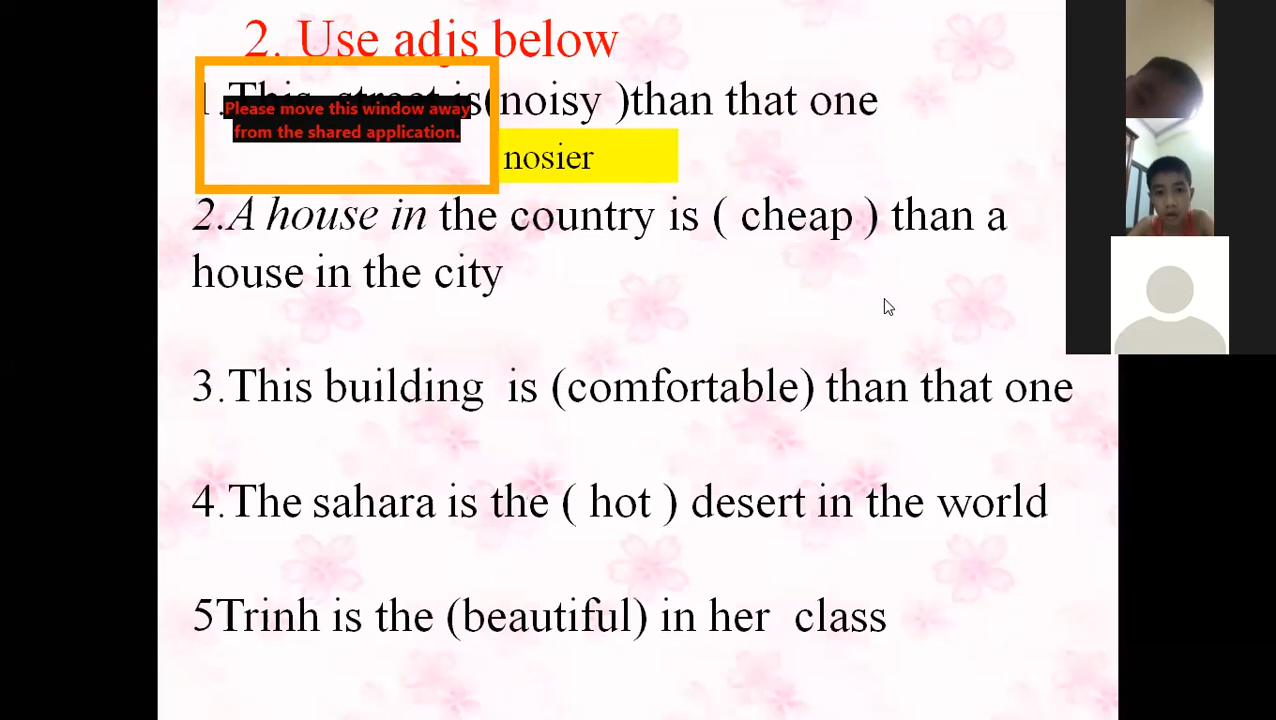 2. Use adjs below
1.This street is(noisy )than that one
Please move this window away
from the shared application.
nosier
2.A house in the country is ( cheap ) than a
house in the city
3.This building is (comfortable) than that one
4.The sahara is the ( hot ) desert in the world
5Trinh is the (beautiful) in her class